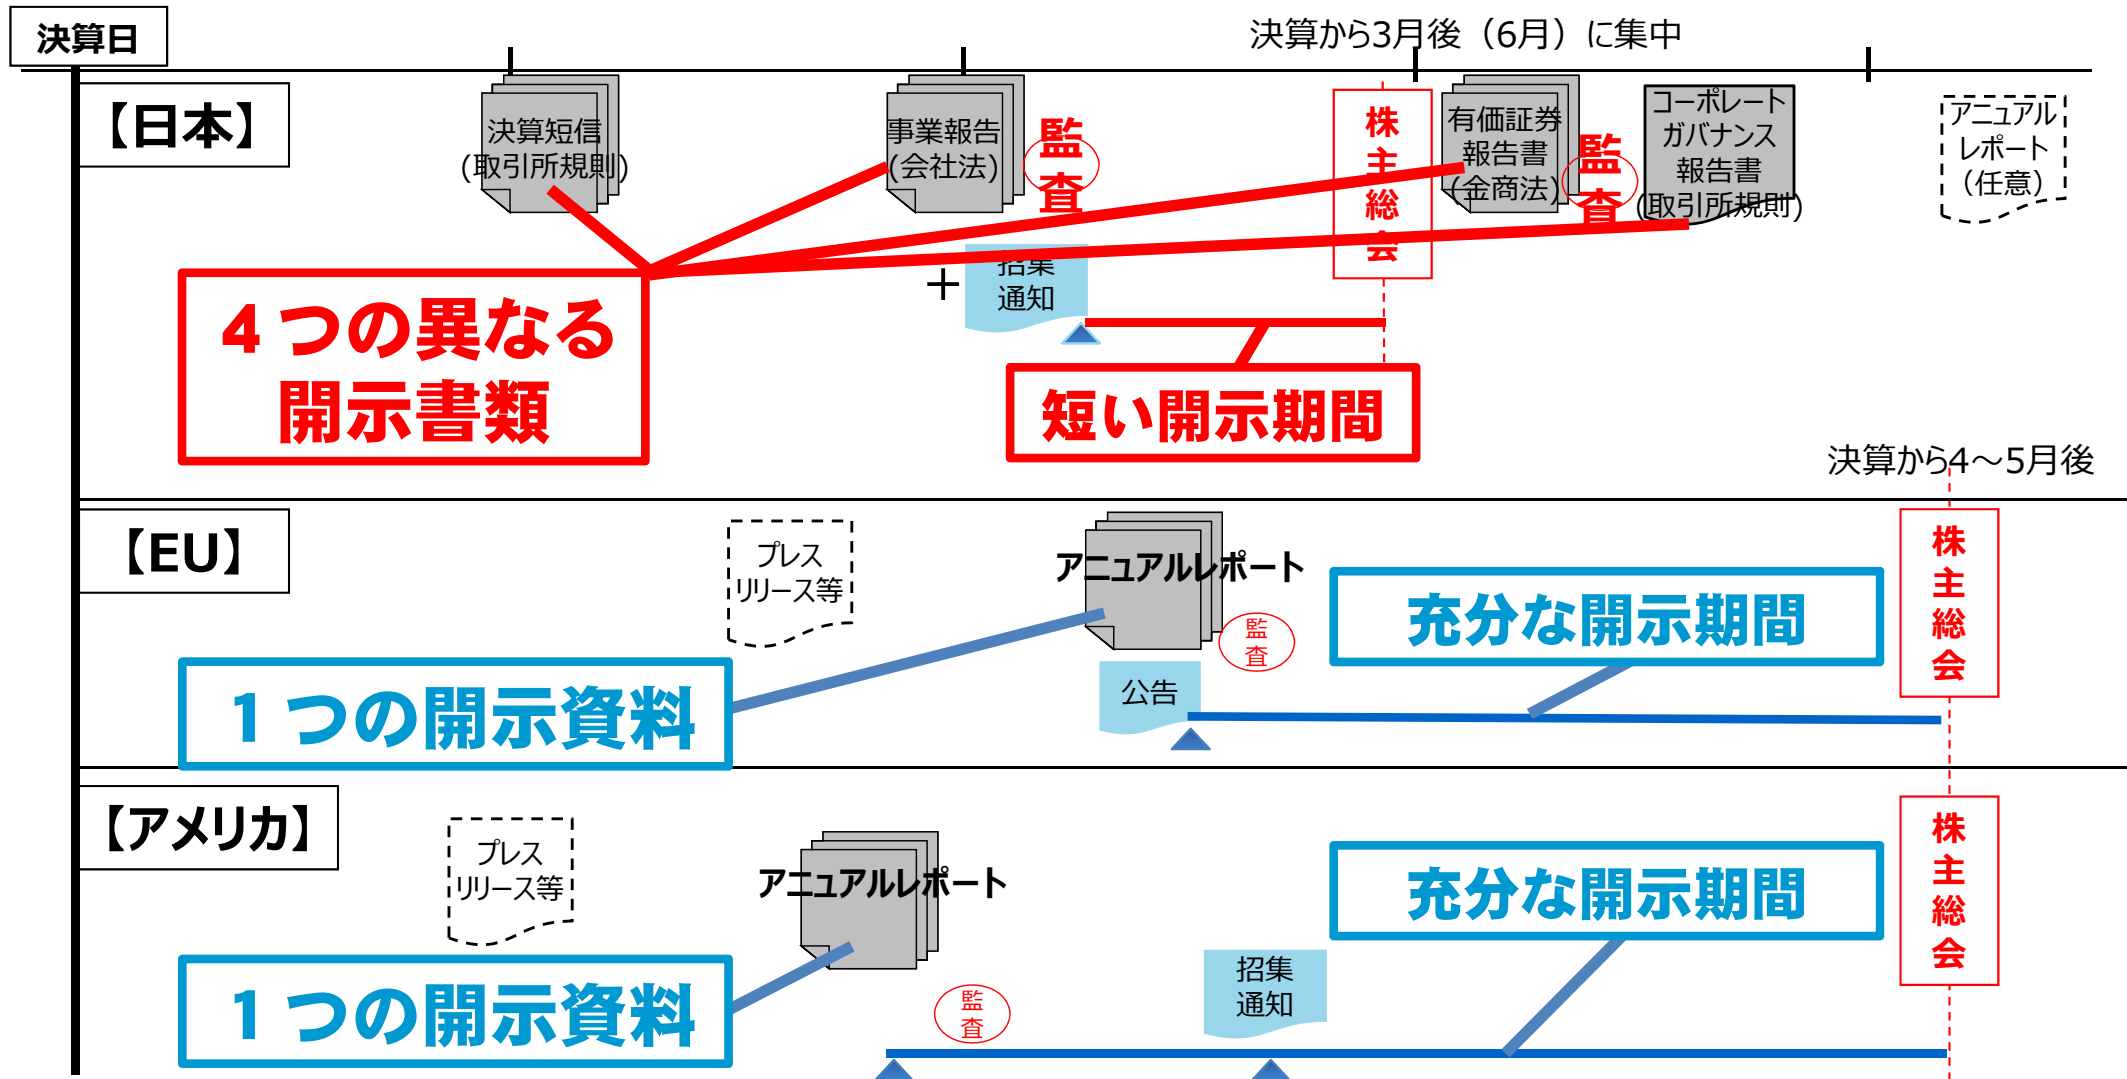 決算日
決算から3月後（6月）に集中
【日本】
決算短信
(取引所規則)
事業報告
(会社法)
監
査
株
主
総
会
有価証券
報告書
(金商法)
監
査
コーポレート
ガバナンス
報告書
(取引所規則)
アニュアル
レポート
（任意）
＋
招集
通知
４つの異なる
開示書類
短い開示期間
決算から4～5月後
【EU】
プレス
リリース等
アニュアルレポート
監
査
公告
１つの開示資料
充分な開示期間
株
主
総
会
【アメリカ】
プレス
リリース等
アニュアルレポート
監
査
招集
通知
１つの開示資料
充分な開示期間
株
主
総
会